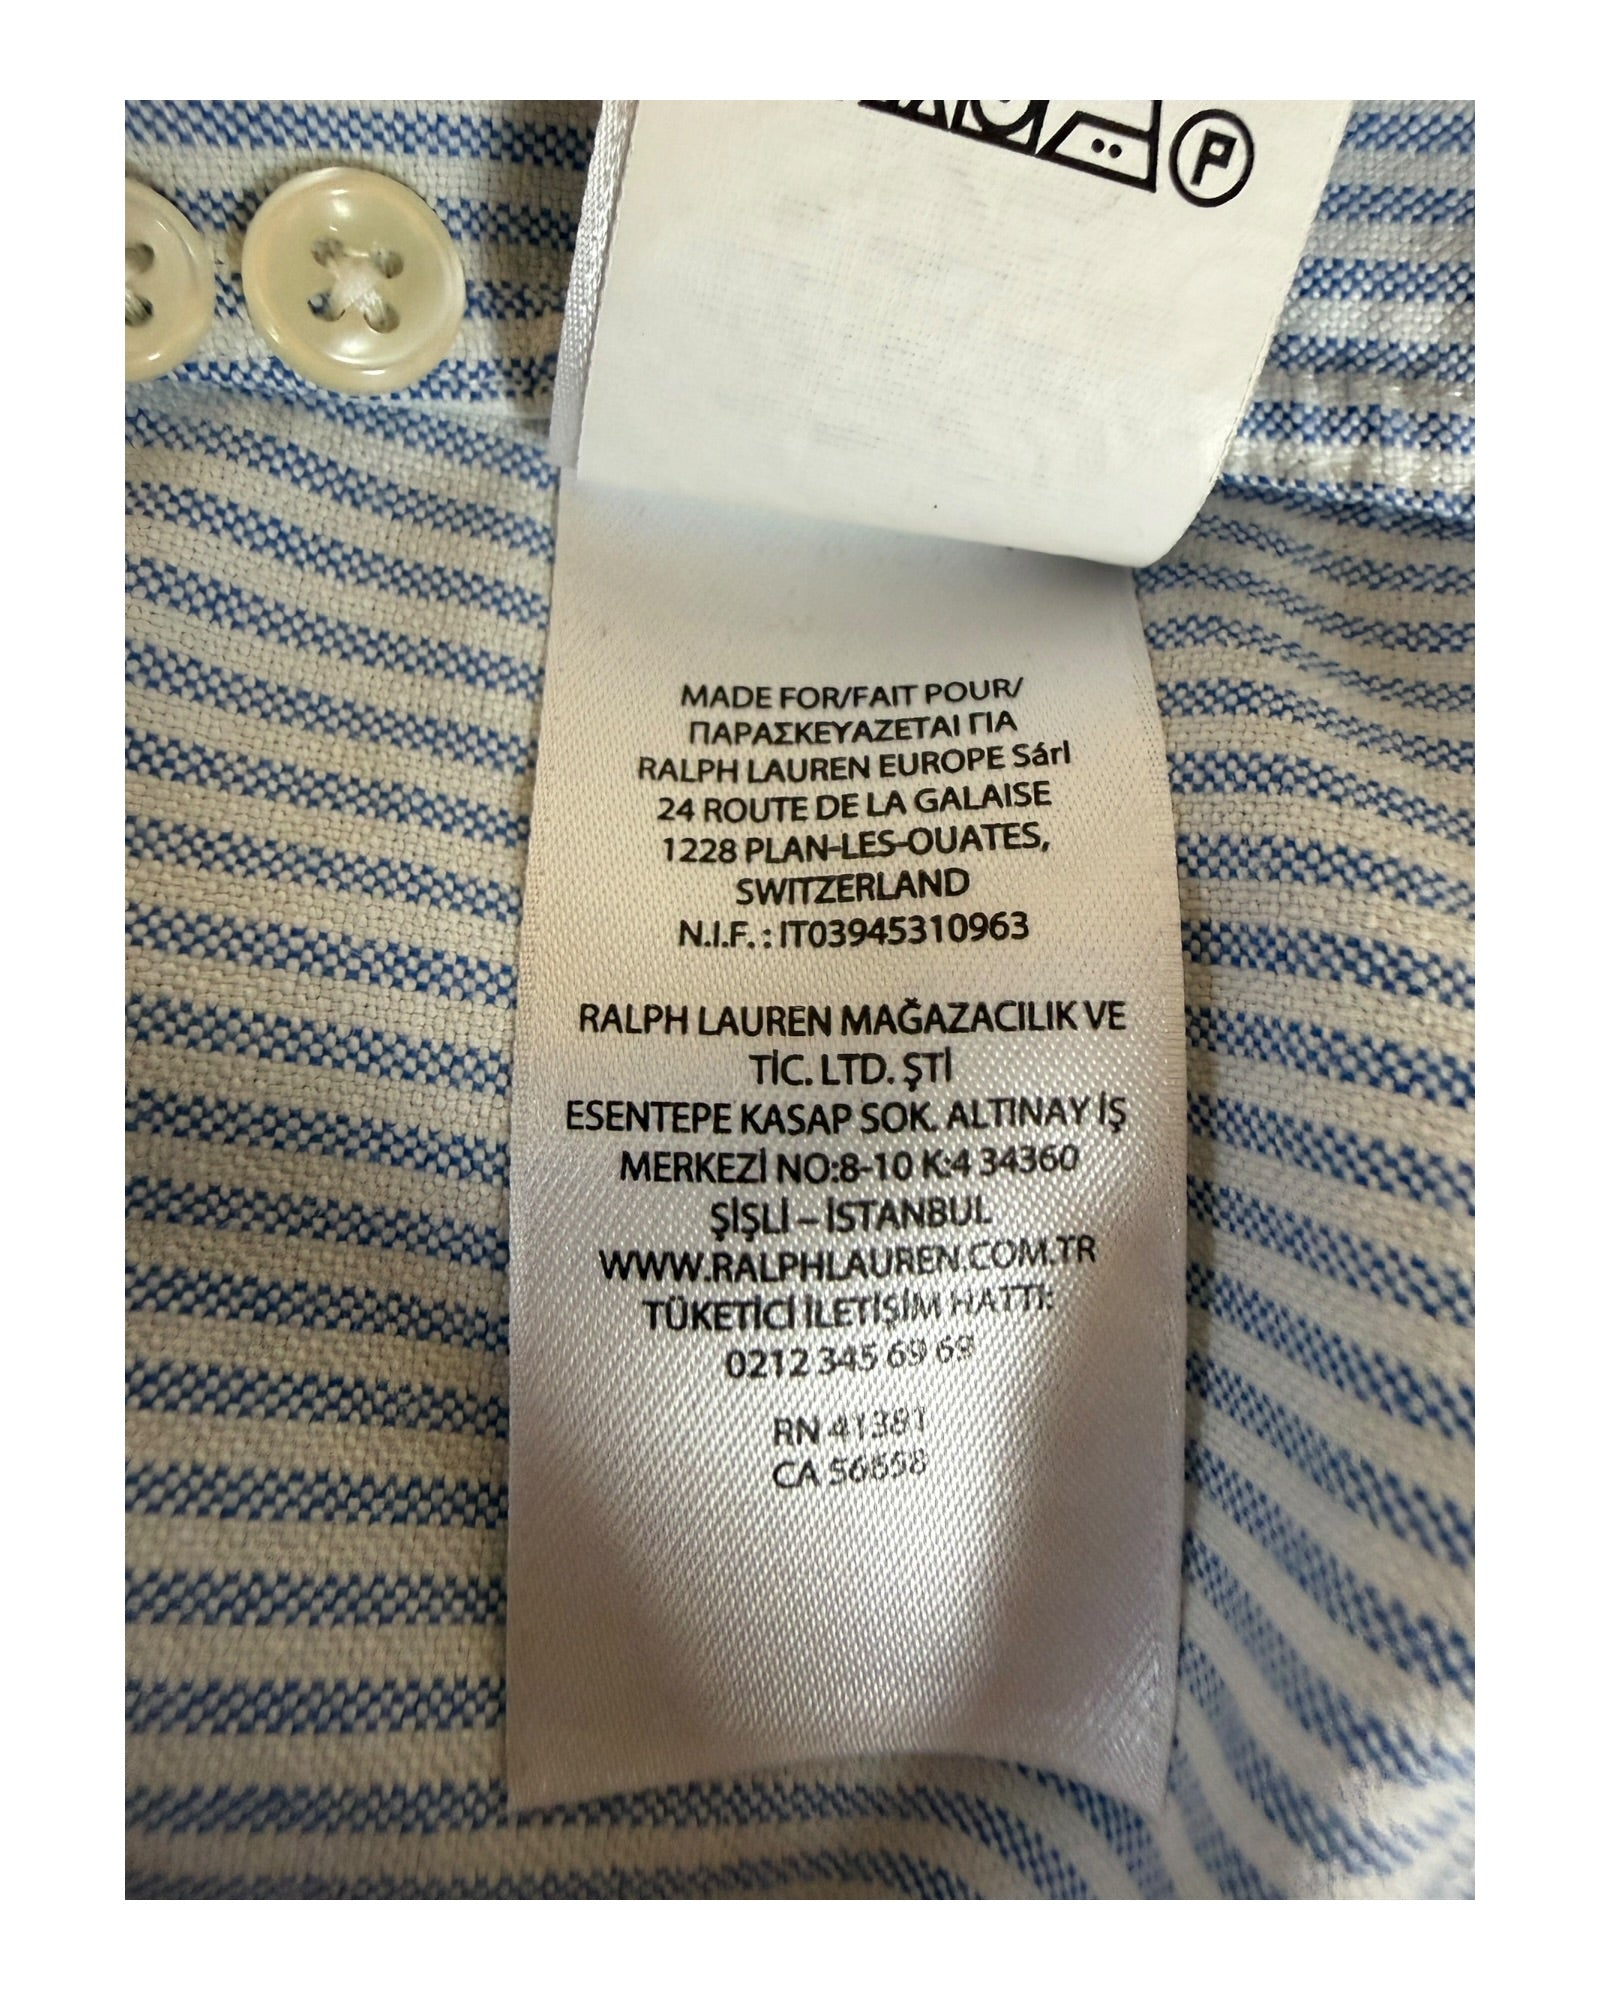 P
MADE FOR/FAIT POUR/
ΠΑΡΑΣΚΕΥΑΖΕΤΑΙ ΓΙΑ
RALPH LAUREN EUROPE Sárl
24 ROUTE DE LA GALAISE
1228 PLAN-LES-OUATES,
SWITZERLAND
N.I.F. : IT03945310963
RALPH LAUREN MAĞAZACILIK VE
TİC. LTD. ŞTİ
ESENTEPE KASAP SOK. ALTINAY İŞ
MERKEZİ NO:8-10 K:4 34360
ŞİŞLİ – İSTANBUL
WWW.RALPHLAUREN.COM.TR
TÜKETİCİ İLETİŞİM HATTI:
0212 345 69 69
RN 41381
CA 56658